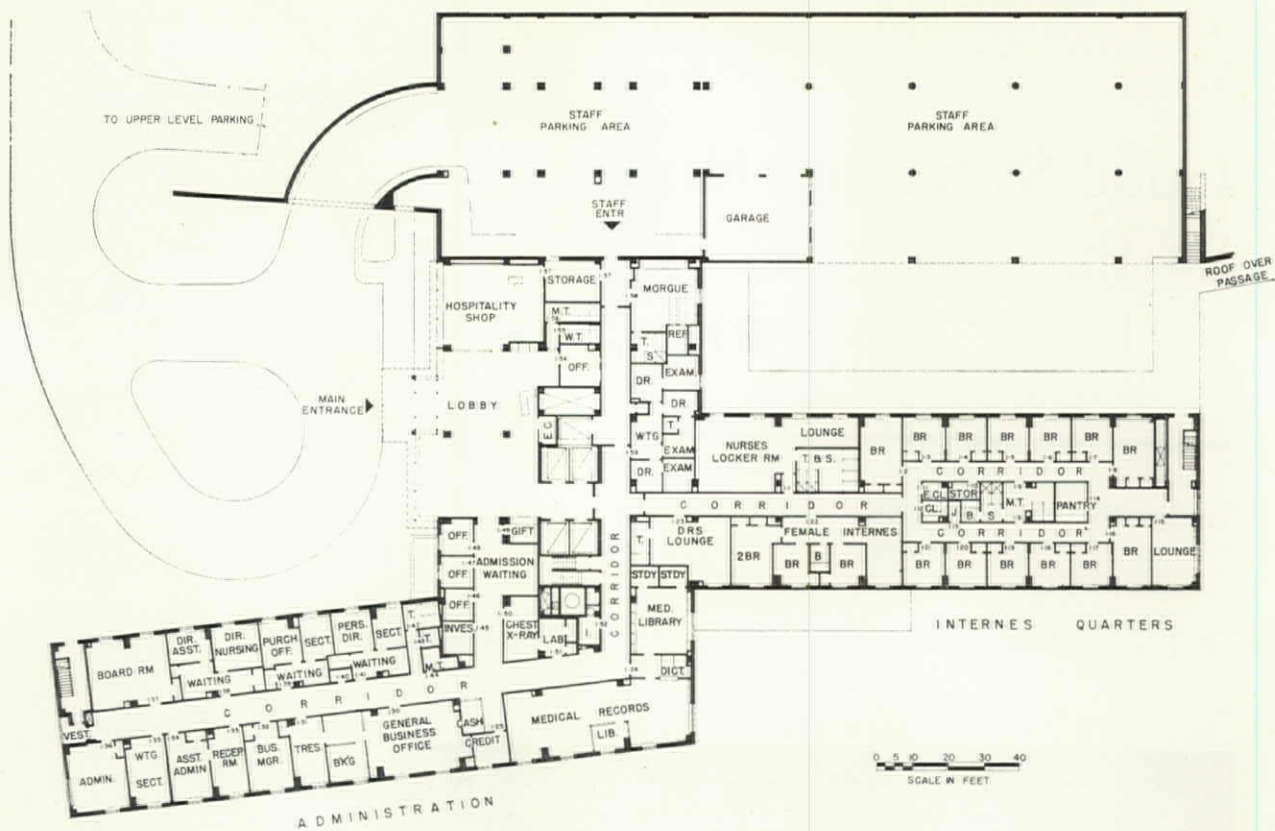 TO UPPER LEVEL PARKING
STAFF
PARKING AREA
STAFF
PARKING AREA
STAFF
ENTR
GARAGE
ROOF OVER
PASSAGE
HOSPITALITY
SHOP
STORAGE
M.T.
W.T.
OFF.
MORGUE
REF
T.
S
DR.
EXAM.
DR.
T
WTG
EXAM
DR.
EXAM
MAIN
ENTRANCE
LOBBY
E.C
NURSES
LOCKER RM
LOUNGE
T. B. S.
BR
BR
BR
BR
BR
BR
BR
CORRIDOR
E.CL
STOR
CL.
J
B
S
M.T.
PANTRY
CORRIDOR
CORRIDOR
BR
BR
BR
BR
BR
BR
LOUNGE
T.
DRS
LOUNGE
2BR
FEMALE INTERNES
BR
B
BR
INTERNES QUARTERS
OFF.
OFF
OFF
GIFT
ADMISSION
WAITING
INVES
CHEST
X-RAY
LAB
CORRIDOR
STDY
STDY
MED.
LIBRARY
DICT.
MEDICAL RECORDS
LIB.
BOARD RM
DIR.
ASST.
DIR.
NURSING
PURCH
OFF.
SECT.
PERS.
DIR.
SECT.
T.
T.
M.T.
WAITING
WAITING
WAITING
CORRIDOR
VEST.
ADMIN.
WTG
SECT.
ASST.
ADMIN
RECEP
RM.
BUS.
MGR.
TRES.
BKG
GENERAL
BUSINESS
OFFICE
CASH
CREDIT
ADMINISTRATION
0 5 10 20 30 40
SCALE IN FEET